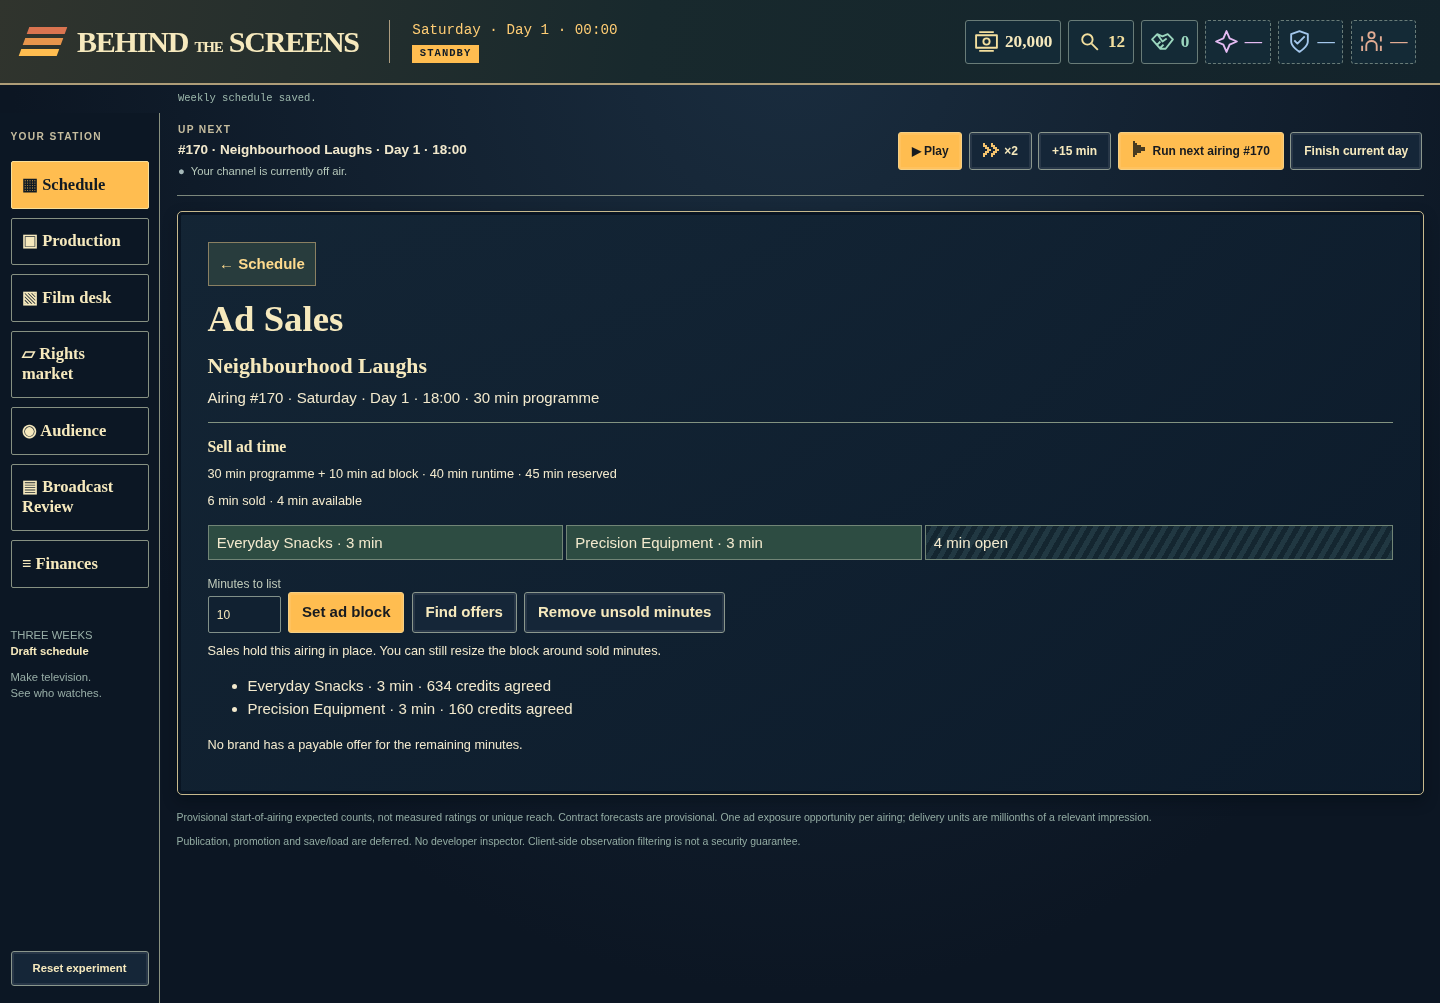 BEHIND THE SCREENS
Saturday · Day 1 · 00:00
STANDBY
20,000
12
0
—
—
—
Weekly schedule saved.
YOUR STATION
▦ Schedule
▣ Production
▧ Film desk
▱ Rights
market
◉ Audience
▤ Broadcast
Review
≡ Finances
THREE WEEKS
Draft schedule
Make television.
See who watches.
Reset experiment
UP NEXT
#170 · Neighbourhood Laughs · Day 1 · 18:00
● Your channel is currently off air.
▶ Play
×2
+15 min
Run next airing #170
Finish current day
← Schedule
Ad Sales
Neighbourhood Laughs
Airing #170 · Saturday · Day 1 · 18:00 · 30 min programme
Sell ad time
30 min programme + 10 min ad block · 40 min runtime · 45 min reserved
6 min sold · 4 min available
Everyday Snacks · 3 min
Precision Equipment · 3 min
4 min open
Minutes to list
10
Set ad block
Find offers
Remove unsold minutes
Sales hold this airing in place. You can still resize the block around sold minutes.
• Everyday Snacks · 3 min · 634 credits agreed
• Precision Equipment · 3 min · 160 credits agreed
No brand has a payable offer for the remaining minutes.
Provisional start-of-airing expected counts, not measured ratings or unique reach. Contract forecasts are provisional. One ad exposure opportunity per airing; delivery units are millionths of a relevant impression.
Publication, promotion and save/load are deferred. No developer inspector. Client-side observation filtering is not a security guarantee.